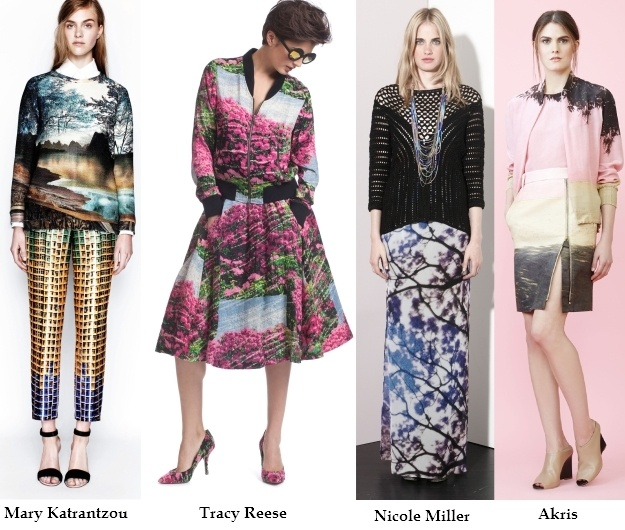 Mary Katrantzou
Tracy Reese
Nicole Miller
Akris